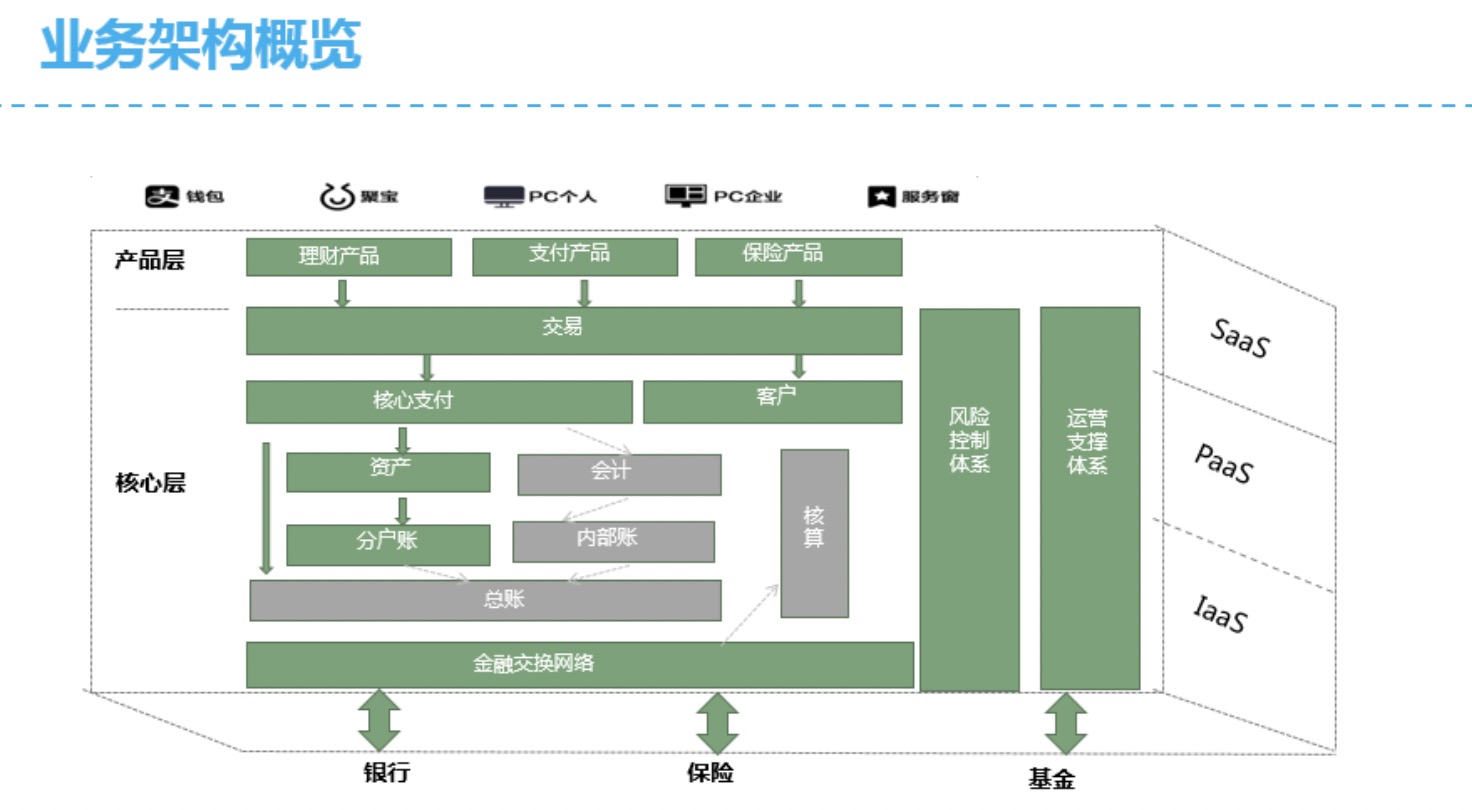 业务架构概览
钱包
聚宝
PC个人
PC企业
服务窗
产品层
理财产品
支付产品
保险产品
交易
核心支付
客户
核心层
资产
会计
分户账
内部账
总账
核
算
金融交换网络
风险
控制
体系
运营
支撑
体系
SaaS
PaaS
IaaS
银行
保险
基金